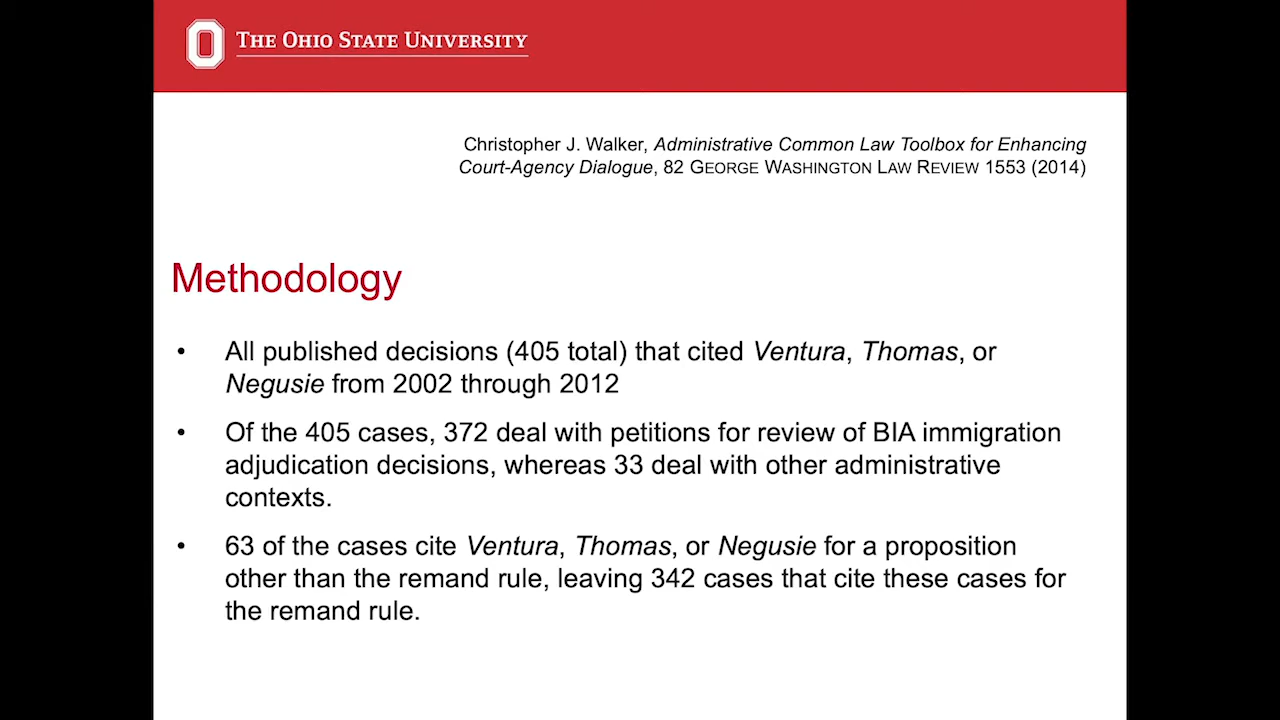 THE OHIO STATE UNIVERSITY
Christopher J. Walker, Administrative Common Law Toolbox for Enhancing
Court-Agency Dialogue, 82 GEORGE WASHINGTON LAW REVIEW 1553 (2014)
Methodology
• All published decisions (405 total) that cited Ventura, Thomas, or
Negusie from 2002 through 2012
• Of the 405 cases, 372 deal with petitions for review of BIA immigration
adjudication decisions, whereas 33 deal with other administrative
contexts.
• 63 of the cases cite Ventura, Thomas, or Negusie for a proposition
other than the remand rule, leaving 342 cases that cite these cases for
the remand rule.